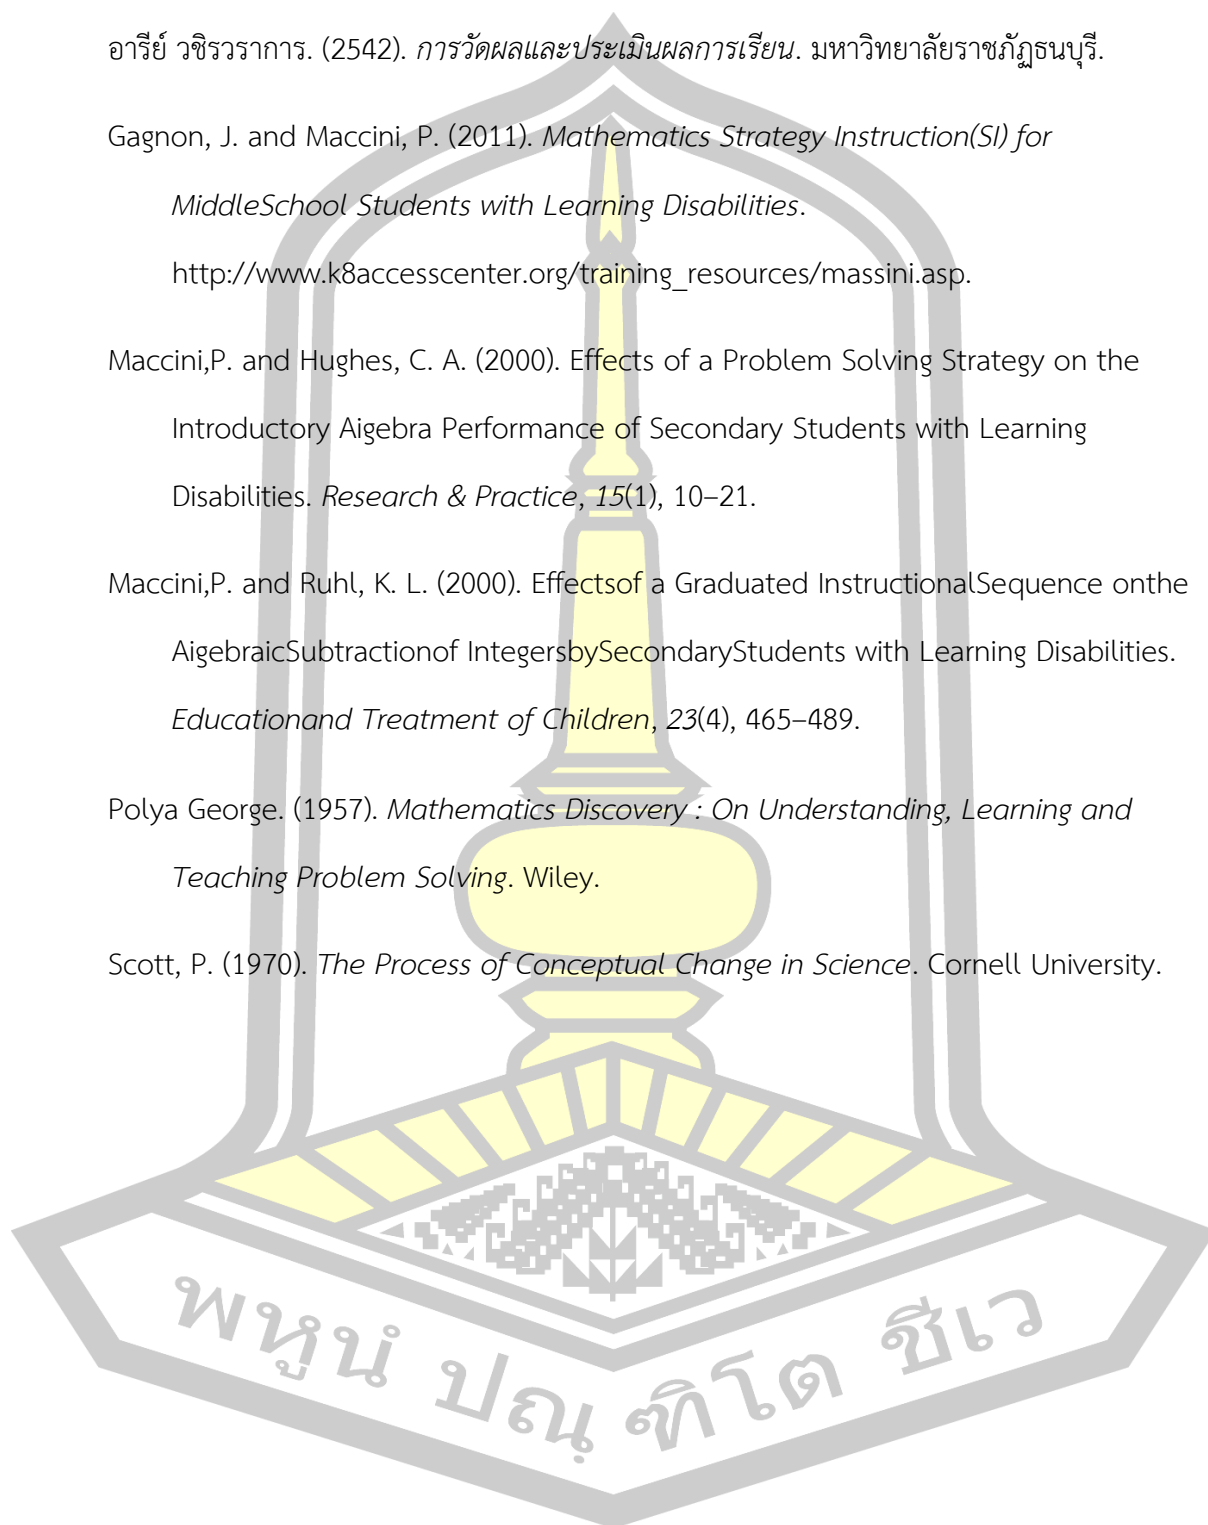 อารีย์ วชิรวราการ. (2542). การวัดผลและประเมินผลการเรียน. มหาวิทยาลัยราชภัฏธนบุรี.
Gagnon, J. and Maccini, P. (2011). Mathematics Strategy Instruction(SI) for
MiddleSchool Students with Learning Disabilities.
http://www.k8accesscenter.org/training_resources/massini.asp.
Maccini,P. and Hughes, C. A. (2000). Effects of a Problem Solving Strategy on the
Introductory Aigebra Performance of Secondary Students with Learning
Disabilities. Research & Practice, 15(1), 10–21.
Maccini,P. and Ruhl, K. L. (2000). Effectsof a Graduated InstructionalSequence onthe
AigebraicSubtractionof IntegersbySecondaryStudents with Learning Disabilities.
Educationand Treatment of Children, 23(4), 465–489.
Polya George. (1957). Mathematics Discovery : On Understanding, Learning and
Teaching Problem Solving. Wiley.
Scott, P. (1970). The Process of Conceptual Change in Science. Cornell University.
พหูนํ ปณฺฑิโต ชีเว